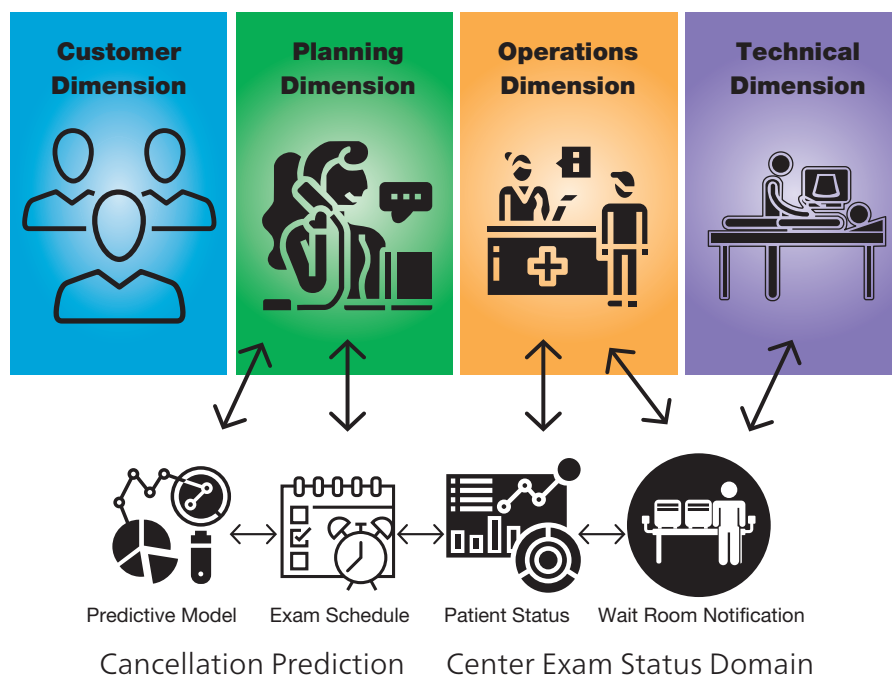 Customer
Dimension
Planning
Dimension
Operations
Dimension
Technical
Dimension
i
i
Predictive Model
Exam Schedule
Patient Status
Wait Room Notification
Cancellation Prediction
Center Exam Status Domain